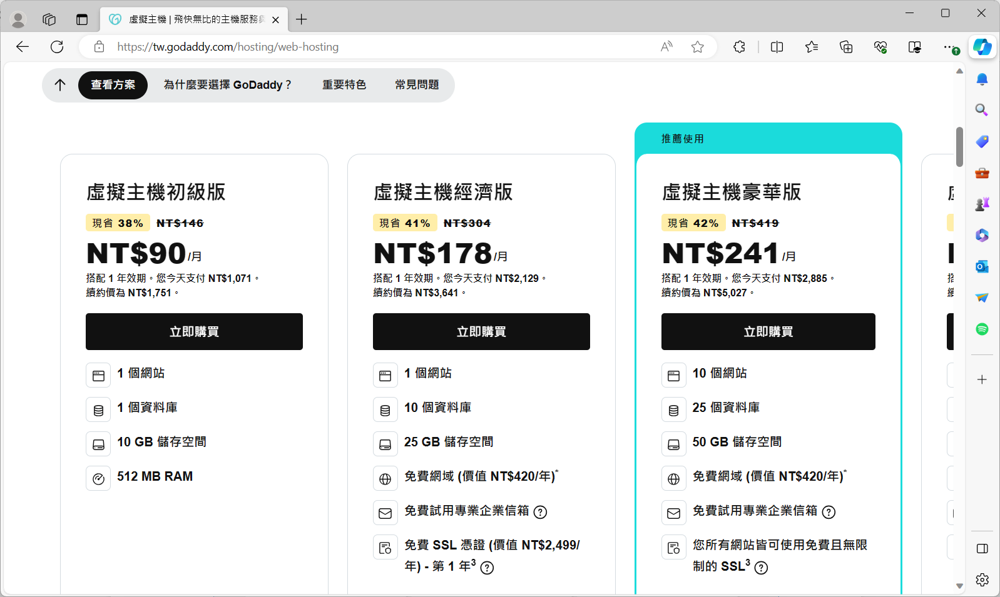 虛擬主機 | 飛快無比的主機服務與
https://tw.godaddy.com/hosting/web-hosting
查看方案
為什麼要選擇 GoDaddy？
重要特色
常見問題
虛擬主機初級版
現省 38% NT$146
NT$90/月
搭配 1 年效期。您今天支付 NT$1,071。
續約價為 NT$1,751。
立即購買
1 個網站
1 個資料庫
10 GB 儲存空間
512 MB RAM
虛擬主機經濟版
現省 41% NT$304
NT$178/月
搭配 1 年效期。您今天支付 NT$2,129。
續約價為 NT$3,641。
立即購買
1 個網站
10 個資料庫
25 GB 儲存空間
免費網域 (價值 NT$420/年)*
免費試用專業企業信箱
免費 SSL 憑證 (價值 NT$2,499/
年) - 第 1 年3
推薦使用
虛擬主機豪華版
現省 42% NT$419
NT$241/月
搭配 1 年效期。您今天支付 NT$2,885。
續約價為 NT$5,027。
立即購買
10 個網站
25 個資料庫
50 GB 儲存空間
免費網域 (價值 NT$420/年)*
免費試用專業企業信箱
您所有網站皆可使用免費且無限
制的 SSL3